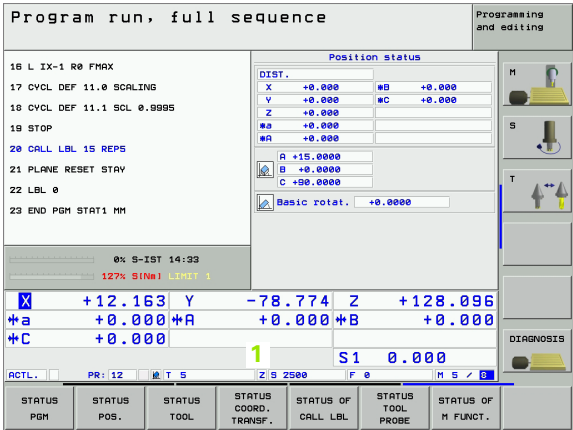 Program run, full sequence
Programming
and editing
16 L IX-1 R0 FMAX
17 CYCL DEF 11.0 SCALING
18 CYCL DEF 11.1 SCL 0.9995
19 STOP
20 CALL LBL 15 REP5
21 PLANE RESET STAY
22 LBL 0
23 END PGM STAT1 MM
Position status
DIST.
X +0.000 *B +0.000
Y +0.000 *C +0.000
Z +0.000
*a +0.000
*A +0.000
A +15.0000
B +0.0000
C +90.0000
Basic rotat. +0.0000
M
S
T
DIAGNOSIS
0% S-IST 14:33
127% S[Nm] LIMIT 1
X +12.163 Y -78.774 Z +128.096
*a +0.000 *A +0.000 *B +0.000
*C +0.000
1
S1 0.000
ACTL. PR: 12 T 5 Z S 2500 F 0 M 5 / 8
STATUS PGM
STATUS POS.
STATUS TOOL
STATUS COORD. TRANSF.
STATUS OF CALL LBL
STATUS TOOL PROBE
STATUS OF M FUNCT.